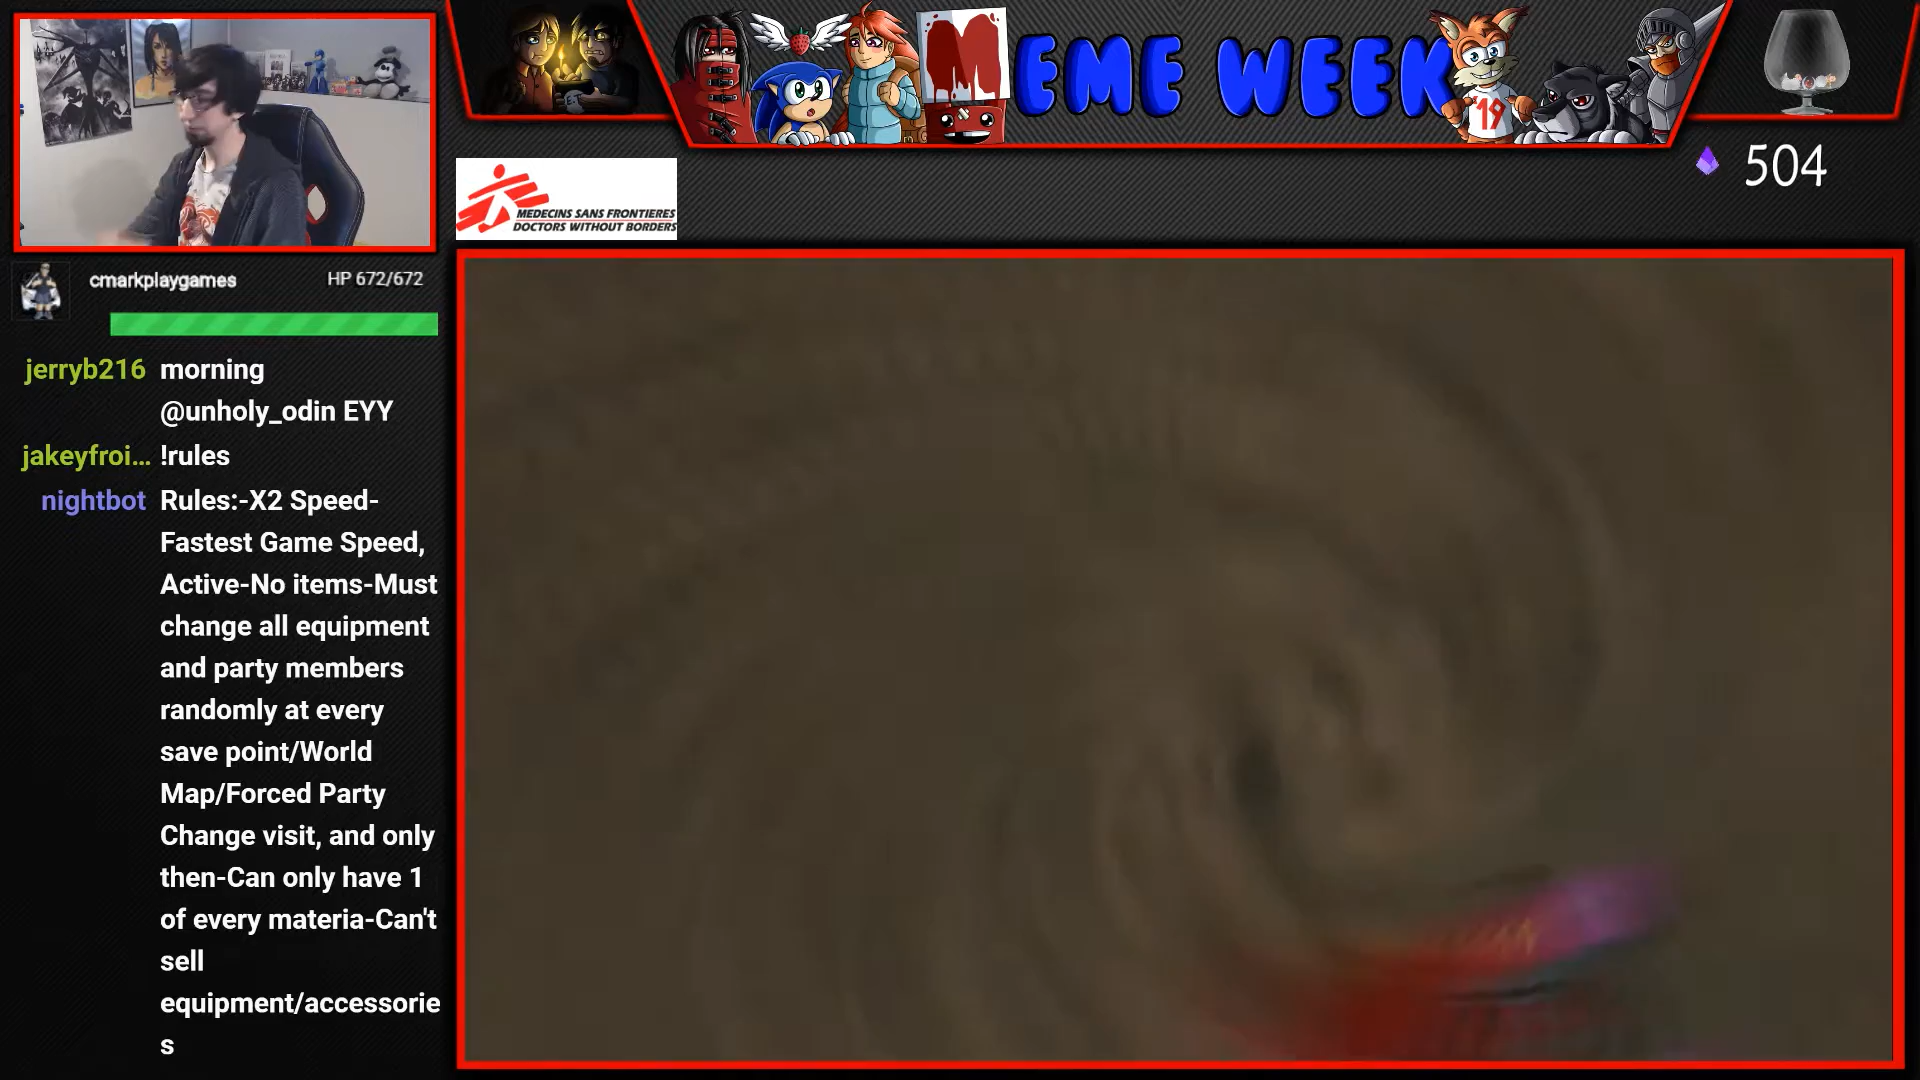 EME WEEK
'19
504
MEDECINS SANS FRONTIERES
DOCTORS WITHOUT BORDERS
cmarkplaygames HP 672/672
jerryb216 morning
@unholy_odin EYY
jakeyfroi... !rules
nightbot Rules:-X2 Speed-
Fastest Game Speed,
Active-No items-Must
change all equipment
and party members
randomly at every
save point/World
Map/Forced Party
Change visit, and only
then-Can only have 1
of every materia-Can't
sell
equipment/accessorie
s